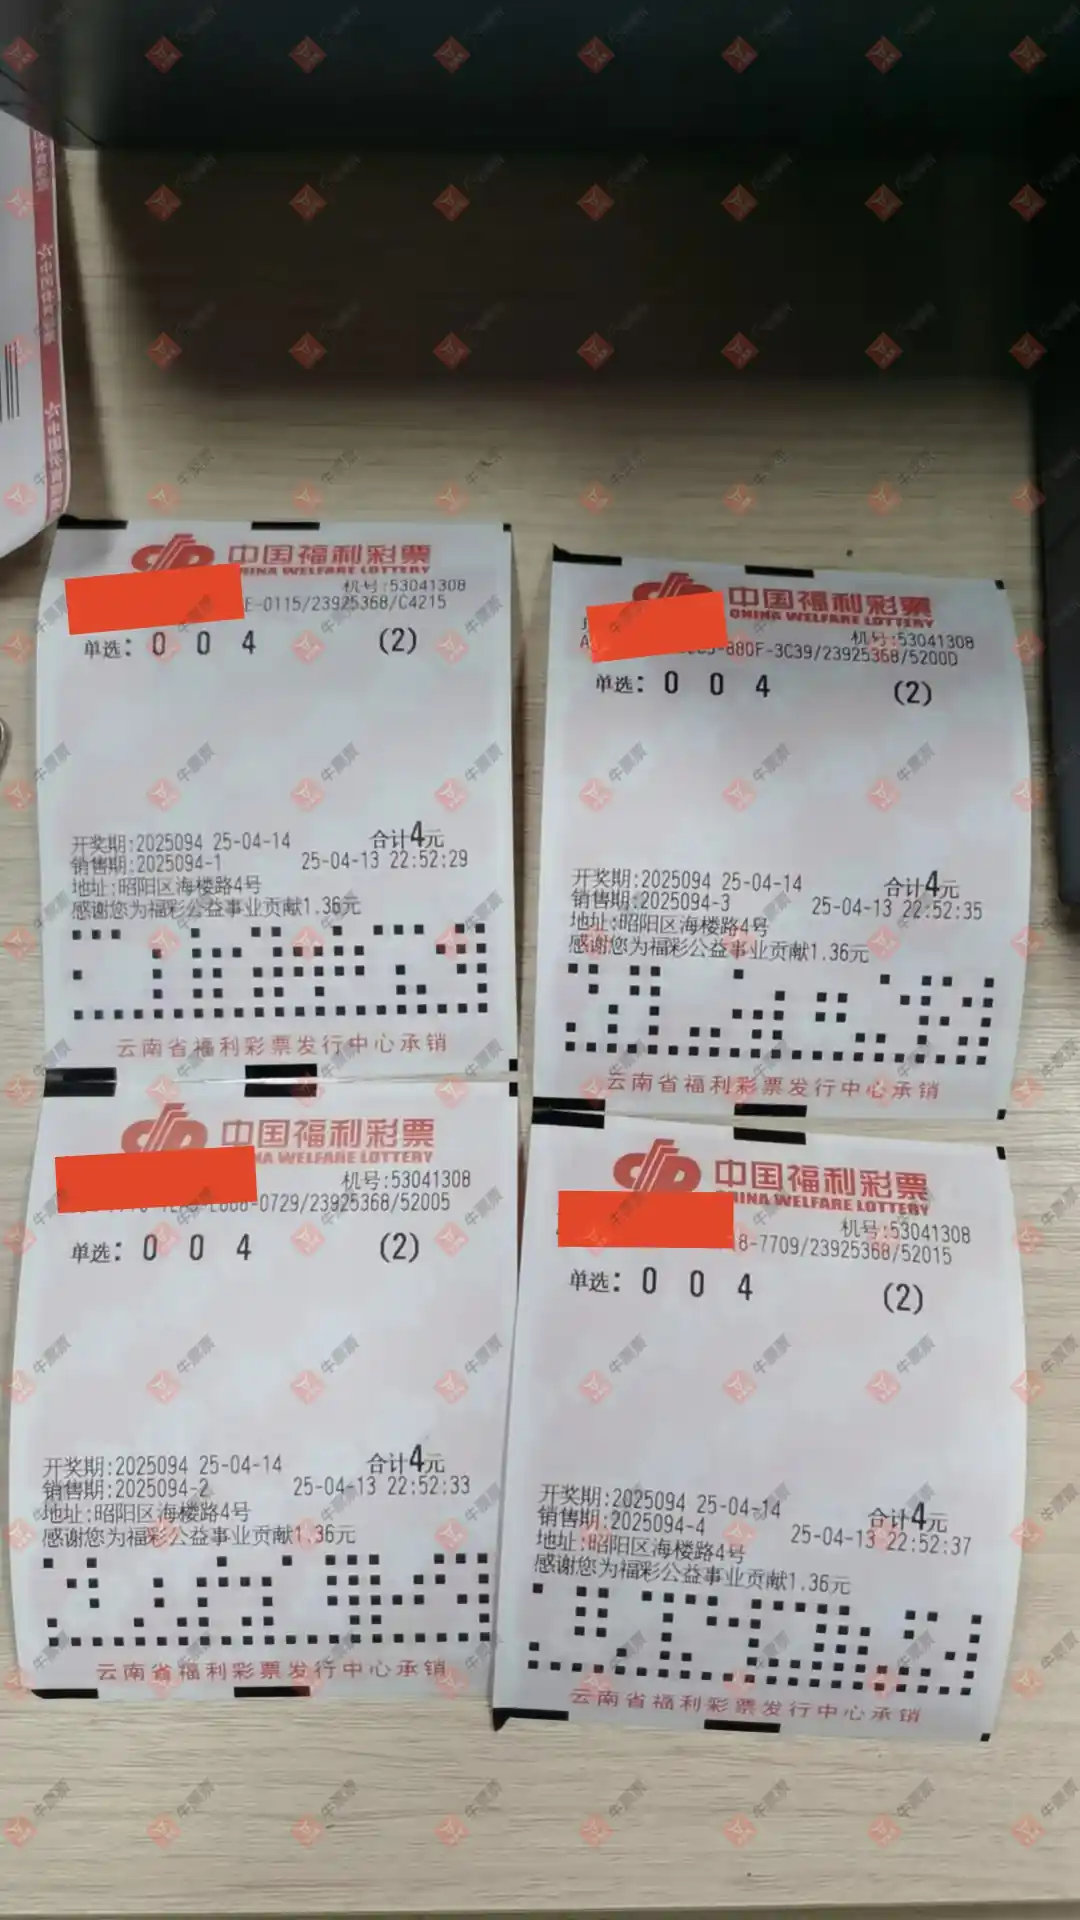 中国福利彩票
CHINA WELFARE LOTTERY
机号:53041308
E-0115/23925368/C4215
单选: 0 0 4 (2)
开奖期:2025094 25-04-14 合计4元
销售期:2025094-1 25-04-13 22:52:29
地址:昭阳区海楼路4号
感谢您为福彩公益事业贡献1.36元
云南省福利彩票发行中心承销
中国福利彩票
CHINA WELFARE LOTTERY
机号:53041308
-880F-3C39/23925368/5200D
单选: 0 0 4 (2)
开奖期:2025094 25-04-14 合计4元
销售期:2025094-3 25-04-13 22:52:35
地址:昭阳区海楼路4号
感谢您为福彩公益事业贡献1.36元
云南省福利彩票发行中心承销
中国福利彩票
CHINA WELFARE LOTTERY
机号:53041308
-0729/23925368/52005
单选: 0 0 4 (2)
开奖期:2025094 25-04-14 合计4元
销售期:2025094-2 25-04-13 22:52:33
地址:昭阳区海楼路4号
感谢您为福彩公益事业贡献1.36元
云南省福利彩票发行中心承销
中国福利彩票
CHINA WELFARE LOTTERY
机号:53041308
8-7709/23925368/52015
单选: 0 0 4 (2)
开奖期:2025094 25-04-14 合计4元
销售期:2025094-4 25-04-13 22:52:37
地址:昭阳区海楼路4号
感谢您为福彩公益事业贡献1.36元
云南省福利彩票发行中心承销
牛票票